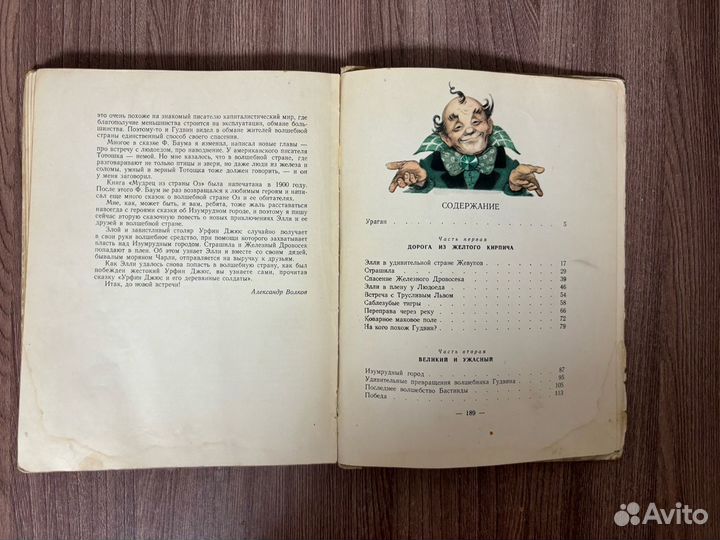 это очень похоже на знакомый писателю капиталистический мир, где
благополучие меньшинства строится на эксплуатации, обмане боль-
шинства. Поэтому-то и Гудвин видел в обмане жителей волшебной
страны единственный способ своего спасения.
Многое в сказке Ф. Баума я изменил, написал новые главы —
про встречу с людоедом, про наводнение. У американского писателя
Тотошка — немой. Но мне казалось, что в волшебной стране, где
разговаривают не только птицы и звери, но даже люди из железа и
соломы, умный и верный Тотошка тоже должен говорить, — и он
у меня заговорил.
Книга «Мудрец из страны Оз» была напечатана в 1900 году.
После этого Ф. Баум не раз возвращался к любимым героям и напи-
сал еще много сказок о волшебной стране Оз и ее обитателях.
Мне, как, может быть, и вам, ребята, тоже жаль расставаться
навсегда с героями сказки об Изумрудном городе, и поэтому я пишу
сейчас вторую сказочную повесть о новых приключениях Элли и ее
друзей в волшебной стране.
Злой и завистливый столяр Урфин Джюс случайно получает
в свои руки волшебное средство, при помощи которого захватывает
власть над Изумрудным городом. Страшила и Железный Дровосек
попадают в плен. Об этом узнает Элли и вместе со своим дядей,
бывалым моряком Чарли, отправляется на выручку к друзьям.
Как Элли удалось снова попасть в волшебную страну, как был
побежден жестокий Урфин Джюс, вы узнаете сами, прочитав
сказку «Урфин Джюс и его деревянные солдаты».
Итак, до новой встречи!
Александр Волков
СОДЕРЖАНИЕ
Ураган 5
Часть первая
ДОРОГА ИЗ ЖЕЛТОГО КИРПИЧА
Элли в удивительной стране Жевунов 17
Страшила 29
Спасение Железного Дровосека 39
Элли в плену у Людоеда 46
Встреча с Трусливым Львом 54
Саблезубые тигры 58
Переправа через реку 66
Коварное маковое поле 72
На кого похож Гудвин? 79
Часть вторая
ВЕЛИКИЙ И УЖАСНЫЙ
Изумрудный город 87
Удивительные превращения волшебника Гудвина 95
Последнее волшебство Бастинды 105
Победа 113
— 189 —
Avito